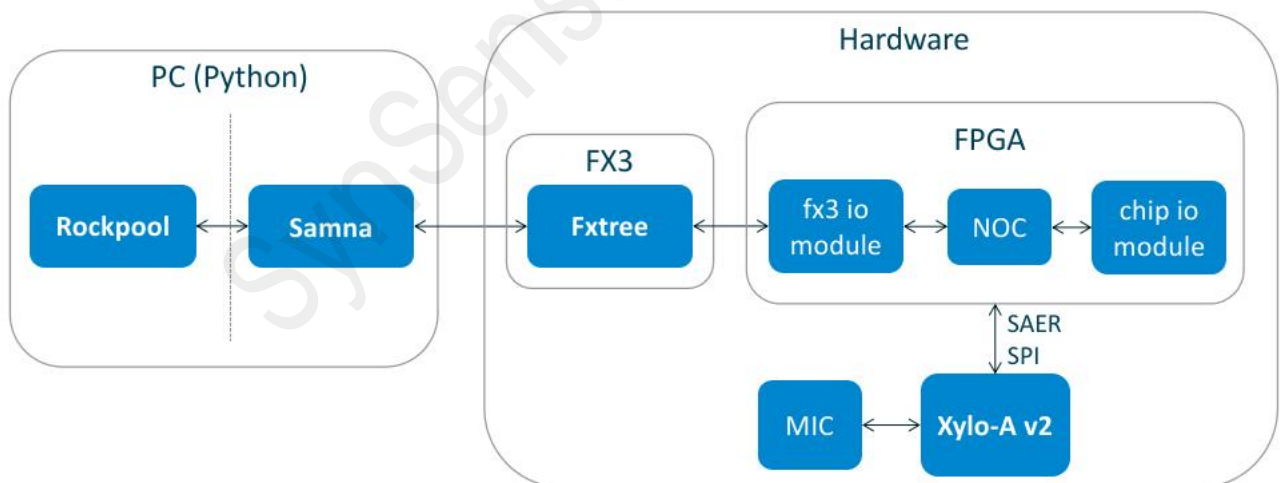 Hardware
PC (Python)
FPGA
FX3
Rockpool
Samna
Fxtree
fx3 io
module
NOC
chip io
module
SAER
SPI
MIC
Xylo-A v2
SynSens